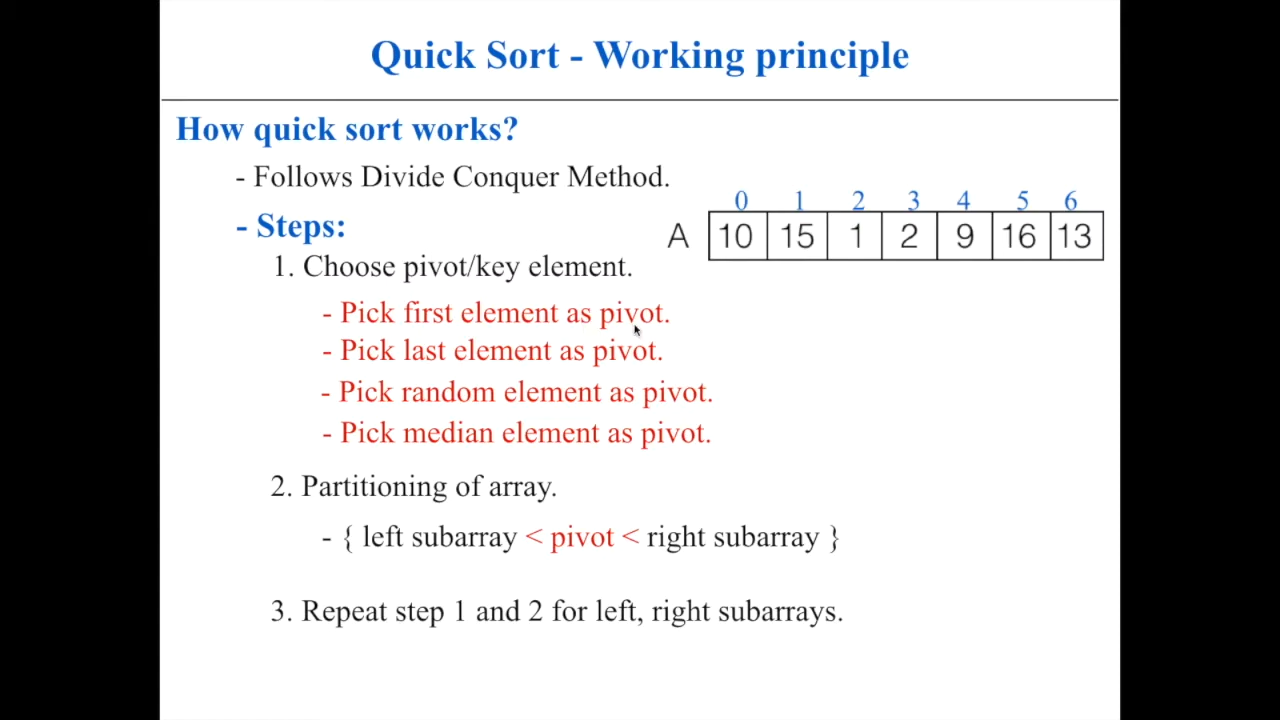 Quick Sort - Working principle
How quick sort works?
- Follows Divide Conquer Method.
- Steps:
1. Choose pivot/key element.
- Pick first element as pivot.
- Pick last element as pivot.
- Pick random element as pivot.
- Pick median element as pivot.
2. Partitioning of array.
- { left subarray < pivot < right subarray }
3. Repeat step 1 and 2 for left, right subarrays.
0 1 2 3 4 5 6
A 10 15 1 2 9 16 13